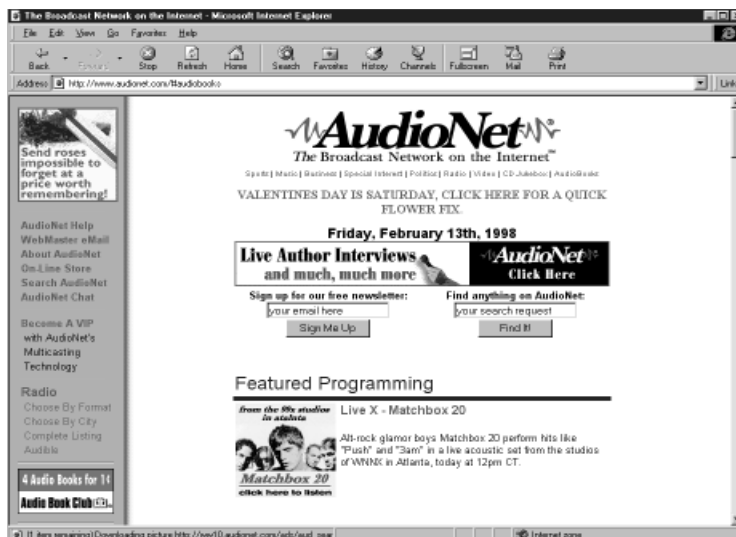 The Broadcast Network on the Internet - Microsoft Internet Explorer
File Edit View Go Favorites Help
Back Forward Stop Refresh Home Search Favorites History Channels Fullscreen Mail Print
Address http://www.audionet.com/#audiobooks Link
Send roses
impossible to
forget at a
price worth
remembering!
AudioNet Help
WebMaster eMail
About AudioNet
On-Line Store
Search AudioNet
AudioNet Chat
Become A VIP
with AudioNet's
Multicasting
Technology
Radio
Choose By Format
Choose By City
Complete Listing
Audible
4 Audio Books for 1¢
Audio Book Club
AudioNet
The Broadcast Network on the Internet
Sports | Music | Business | Special Interest | Politics | Radio | Video | CD Jukebox | AudioBooks
VALENTINES DAY IS SATURDAY, CLICK HERE FOR A QUICK
FLOWER FIX.
Friday, February 13th, 1998
Live Author Interviews
and much, much more
AudioNet
Click Here
Sign up for our free newsletter: Find anything on AudioNet:
your email here your search request
Sign Me Up Find It!
Featured Programming
from the 99x studios
in atlanta
Matchbox 20
click here to listen
Live X - Matchbox 20
Alt-rock glamor boys Matchbox 20 perform hits like
"Push" and "3am" in a live acoustic set from the studios
of WNNX in Atlanta, today at 12pm CT.
(1 item remaining) Downloading picture Internet zone